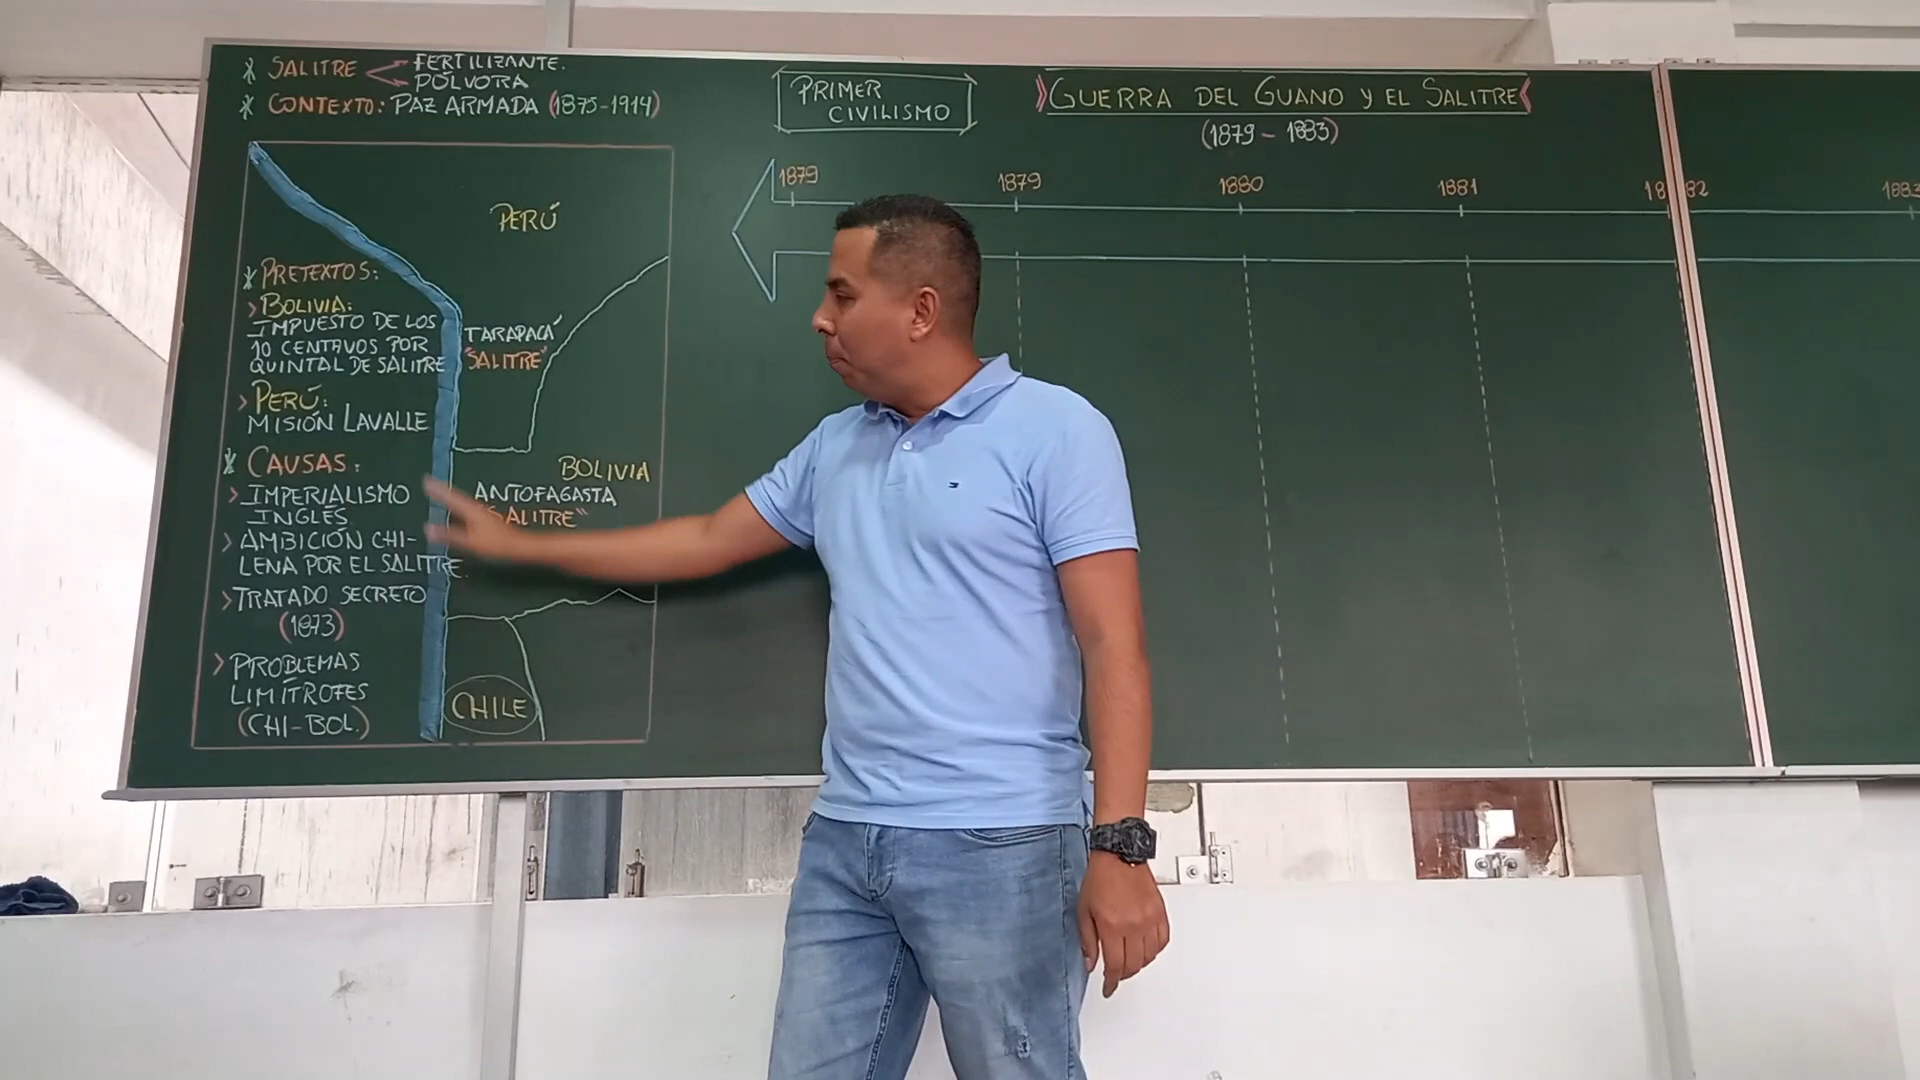 * SALITRE < FERTILIZANTE.
PÓLVORA
* CONTEXTO: PAZ ARMADA (1875-1914)
PRIMER
CIVILISMO
GUERRA DEL GUANO Y EL SALITRE
(1879 - 1883)
1879 1879 1880 1881 1882 1883
PERÚ
* PRETEXTOS:
> BOLIVIA:
IMPUESTO DE LOS
10 CENTAVOS POR
QUINTAL DE SALITRE
> PERÚ:
MISIÓN LAVALLE
* CAUSAS:
> IMPERIALISMO
INGLÉS
> AMBICIÓN CHI-
LENA POR EL SALITRE.
> TRATADO SECRETO
(1873)
> PROBLEMAS
LIMÍTROFES
(CHI-BOL.)
TARAPACÁ
"SALITRE"
BOLIVIA
ANTOFAGASTA
"SALITRE"
CHILE